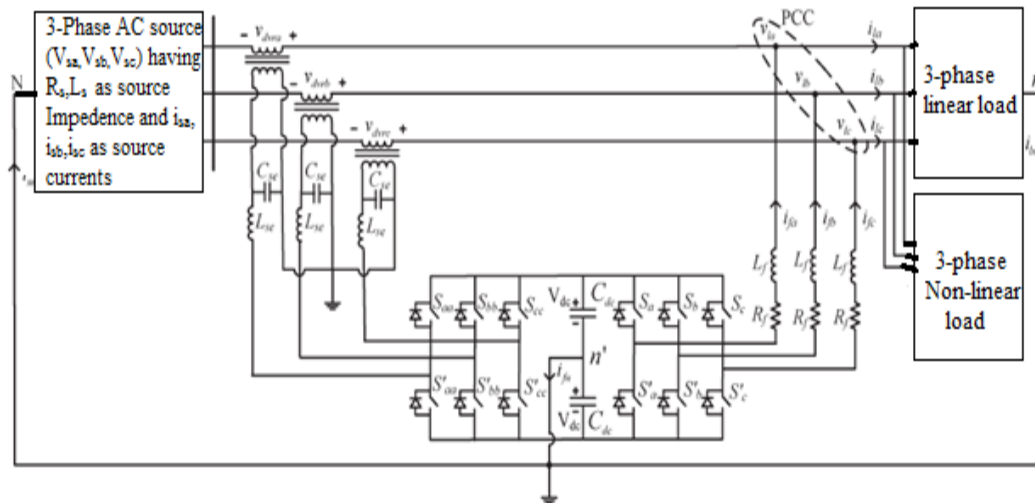 3-Phase AC source
(Vsa,Vsb,Vsc) having
Rs,Ls as source
Impedence and isa,
isb,isc as source
currents
N
- vdvra +
- vdvrb +
- vdvrc +
PCC
vla
vlb
vlc
ila
ilb
ilc
3-phase
linear load
3-phase
Non-linear
load
Cse
Cse
Cse
Lse
Lse
Lse
ifa
ifb
ifc
Lf
Lf
Lf
Rf
Rf
Rf
Saa
Sbb
Scc
Vdc
+
-
Cdc
Sa
Sb
Sc
n'
ifn
S'aa
S'bb
S'cc
Vdc
+
-
Cdc
S'a
S'b
S'c